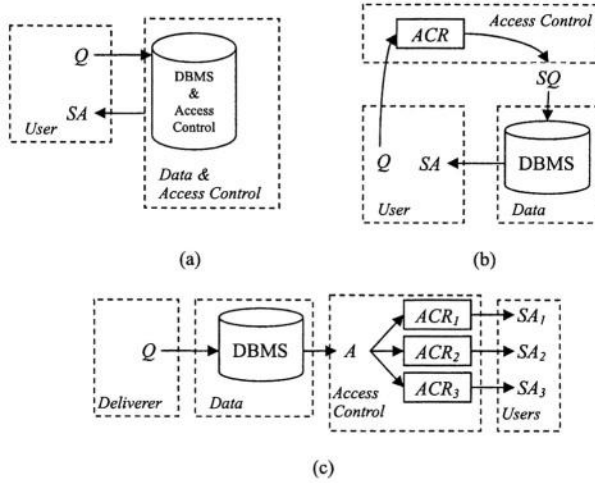 Q
DBMS
&
Access
Control
SA
User
Data &
Access Control
(a)
Access Control
ACR
SQ
Q
SA
DBMS
User
Data
(b)
Q
DBMS
A
ACR1
ACR2
ACR3
SA1
SA2
SA3
Deliverer
Data
Access
Control
Users
(c)